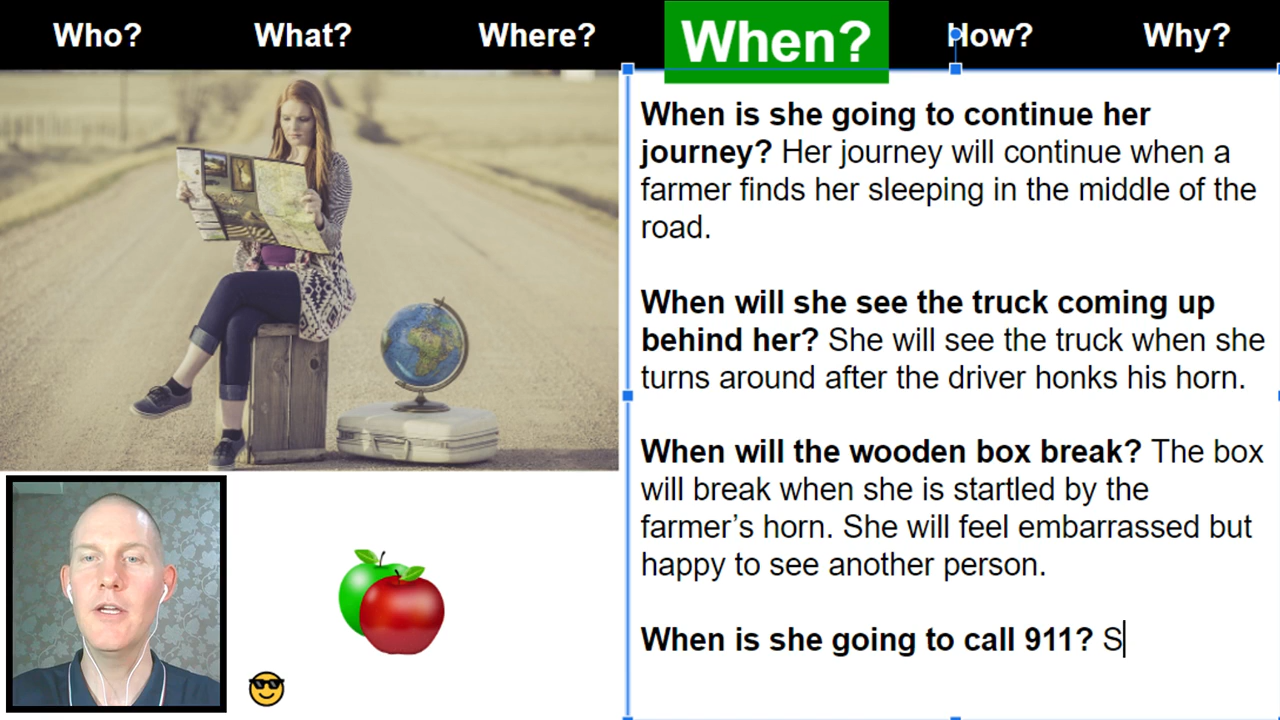 Who? What? Where? When? How? Why?
When is she going to continue her
journey? Her journey will continue when a
farmer finds her sleeping in the middle of the
road.
When will she see the truck coming up
behind her? She will see the truck when she
turns around after the driver honks his horn.
When will the wooden box break? The box
will break when she is startled by the
farmer’s horn. She will feel embarrassed but
happy to see another person.
When is she going to call 911? S